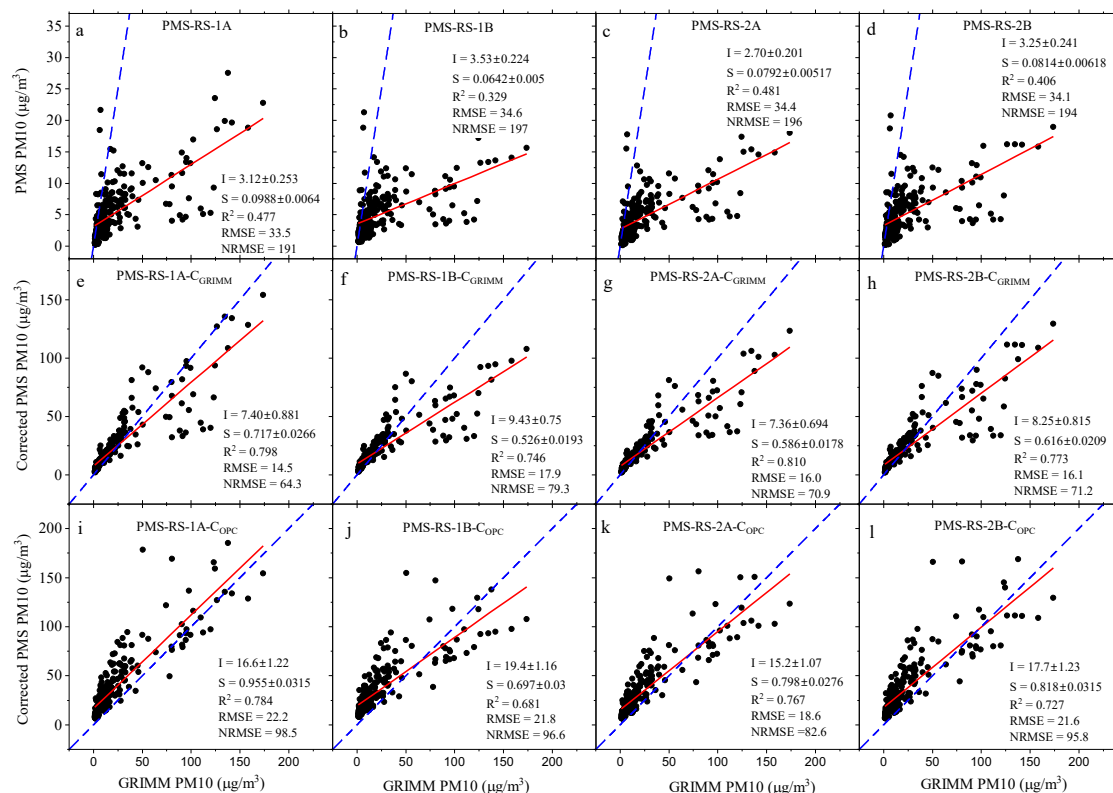 a PMS-RS-1A
I = 3.12±0.253
S = 0.0988±0.0064
R² = 0.477
RMSE = 33.5
NRMSE = 191
b PMS-RS-1B
I = 3.53±0.224
S = 0.0642±0.005
R² = 0.329
RMSE = 34.6
NRMSE = 197
c PMS-RS-2A
I = 2.70±0.201
S = 0.0792±0.00517
R² = 0.481
RMSE = 34.4
NRMSE = 196
d PMS-RS-2B
I = 3.25±0.241
S = 0.0814±0.00618
R² = 0.406
RMSE = 34.1
NRMSE = 194
PMS PM10 (µg/m³)
35
30
25
20
15
10
5
0
e PMS-RS-1A-C_GRIMM
I = 7.40±0.881
S = 0.717±0.0266
R² = 0.798
RMSE = 14.5
NRMSE = 64.3
f PMS-RS-1B-C_GRIMM
I = 9.43±0.75
S = 0.526±0.0193
R² = 0.746
RMSE = 17.9
NRMSE = 79.3
g PMS-RS-2A-C_GRIMM
I = 7.36±0.694
S = 0.586±0.0178
R² = 0.810
RMSE = 16.0
NRMSE = 70.9
h PMS-RS-2B-C_GRIMM
I = 8.25±0.815
S = 0.616±0.0209
R² = 0.773
RMSE = 16.1
NRMSE = 71.2
Corrected PMS PM10 (µg/m³)
150
100
50
0
i PMS-RS-1A-C_OPC
I = 16.6±1.22
S = 0.955±0.0315
R² = 0.784
RMSE = 22.2
NRMSE = 98.5
j PMS-RS-1B-C_OPC
I = 19.4±1.16
S = 0.697±0.03
R² = 0.681
RMSE = 21.8
NRMSE = 96.6
k PMS-RS-2A-C_OPC
I = 15.2±1.07
S = 0.798±0.0276
R² = 0.767
RMSE = 18.6
NRMSE = 82.6
l PMS-RS-2B-C_OPC
I = 17.7±1.23
S = 0.818±0.0315
R² = 0.727
RMSE = 21.6
NRMSE = 95.8
Corrected PMS PM10 (µg/m³)
200
150
100
50
0
0 50 100 150 200
0 50 100 150 200
0 50 100 150 200
0 50 100 150 200
GRIMM PM10 (µg/m³)
GRIMM PM10 (µg/m³)
GRIMM PM10 (µg/m³)
GRIMM PM10 (µg/m³)